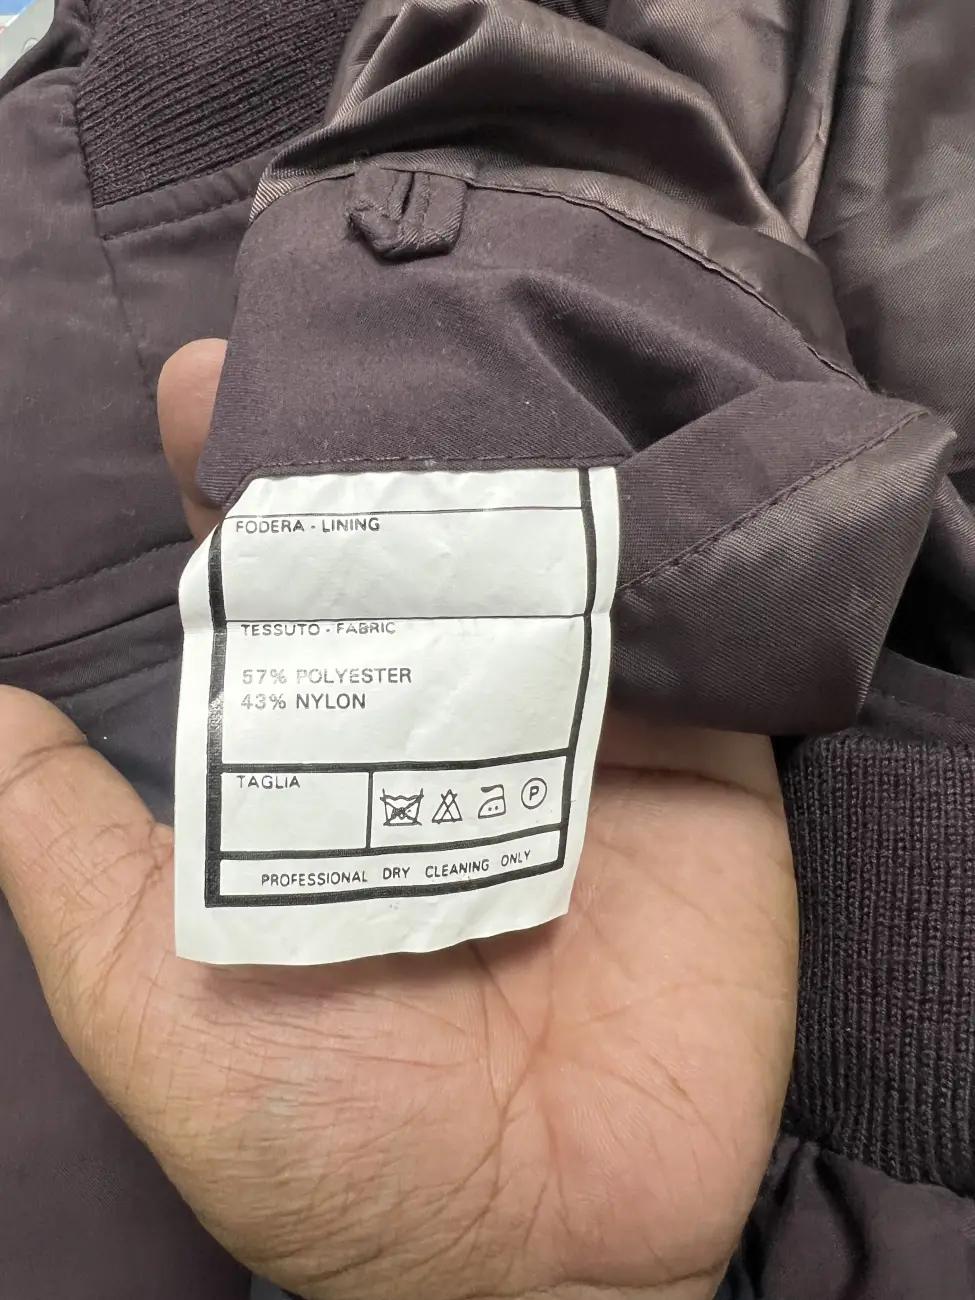 FODERA - LINING
TESSUTO - FABRIC
57% POLYESTER
43% NYLON
TAGLIA
P
PROFESSIONAL DRY CLEANING ONLY